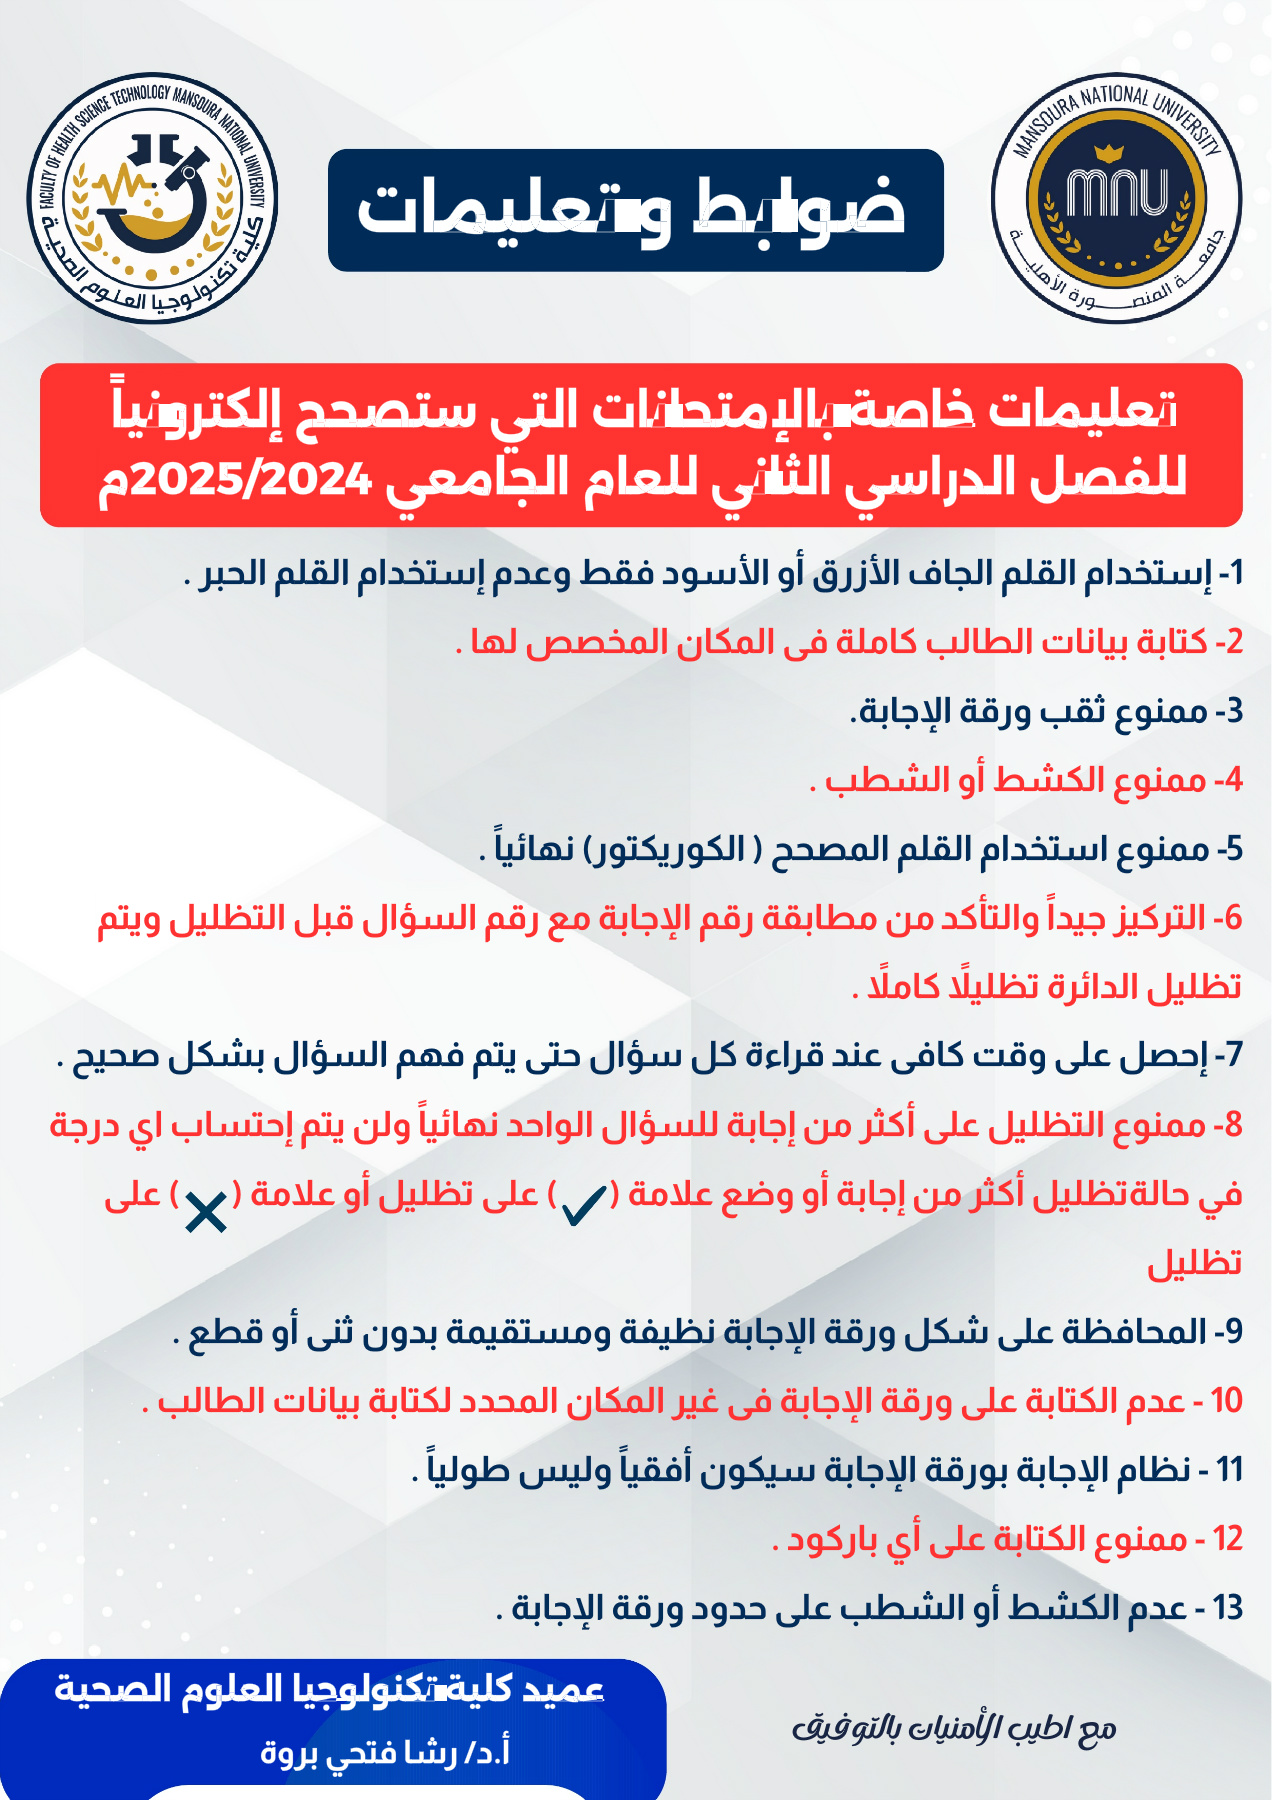 FACULTY OF HEALTH SCIENCE TECHNOLOGY MANSOURA NATIONAL UNIVERSITY
كلية تكنولوجيا العلوم الصحية
MANSOURA NATIONAL UNIVERSITY
mnu
جامعة المنصورة الأهلية
ضوابط وتعليمات
تعليمات خاصة بالإمتحانات التي ستصحح إلكترونياً
للفصل الدراسي الثاني للعام الجامعي 2025/2024م
1- إستخدام القلم الجاف الأزرق أو الأسود فقط وعدم إستخدام القلم الحبر .
2- كتابة بيانات الطالب كاملة فى المكان المخصص لها .
3- ممنوع ثقب ورقة الإجابة.
4- ممنوع الكشط أو الشطب .
5- ممنوع استخدام القلم المصحح ( الكوريكتور) نهائياً .
6- التركيز جيداً والتأكد من مطابقة رقم الإجابة مع رقم السؤال قبل التظليل ويتم
تظليل الدائرة تظليلًا كاملًا .
7- إحصل على وقت كافى عند قراءة كل سؤال حتى يتم فهم السؤال بشكل صحيح .
8- ممنوع التظليل على أكثر من إجابة للسؤال الواحد نهائياً ولن يتم إحتساب اي درجة
في حالةتظليل أكثر من إجابة أو وضع علامة (✓) على تظليل أو علامة (✕) على
تظليل
9- المحافظة على شكل ورقة الإجابة نظيفة ومستقيمة بدون ثنى أو قطع .
10 - عدم الكتابة على ورقة الإجابة فى غير المكان المحدد لكتابة بيانات الطالب .
11 - نظام الإجابة بورقة الإجابة سيكون أفقياً وليس طولياً .
12 - ممنوع الكتابة على أي باركود .
13 - عدم الكشط أو الشطب على حدود ورقة الإجابة .
مع اطيب الأمنيات بالتوفيق
عميد كلية تكنولوجيا العلوم الصحية
أ.د/ رشا فتحي بروة